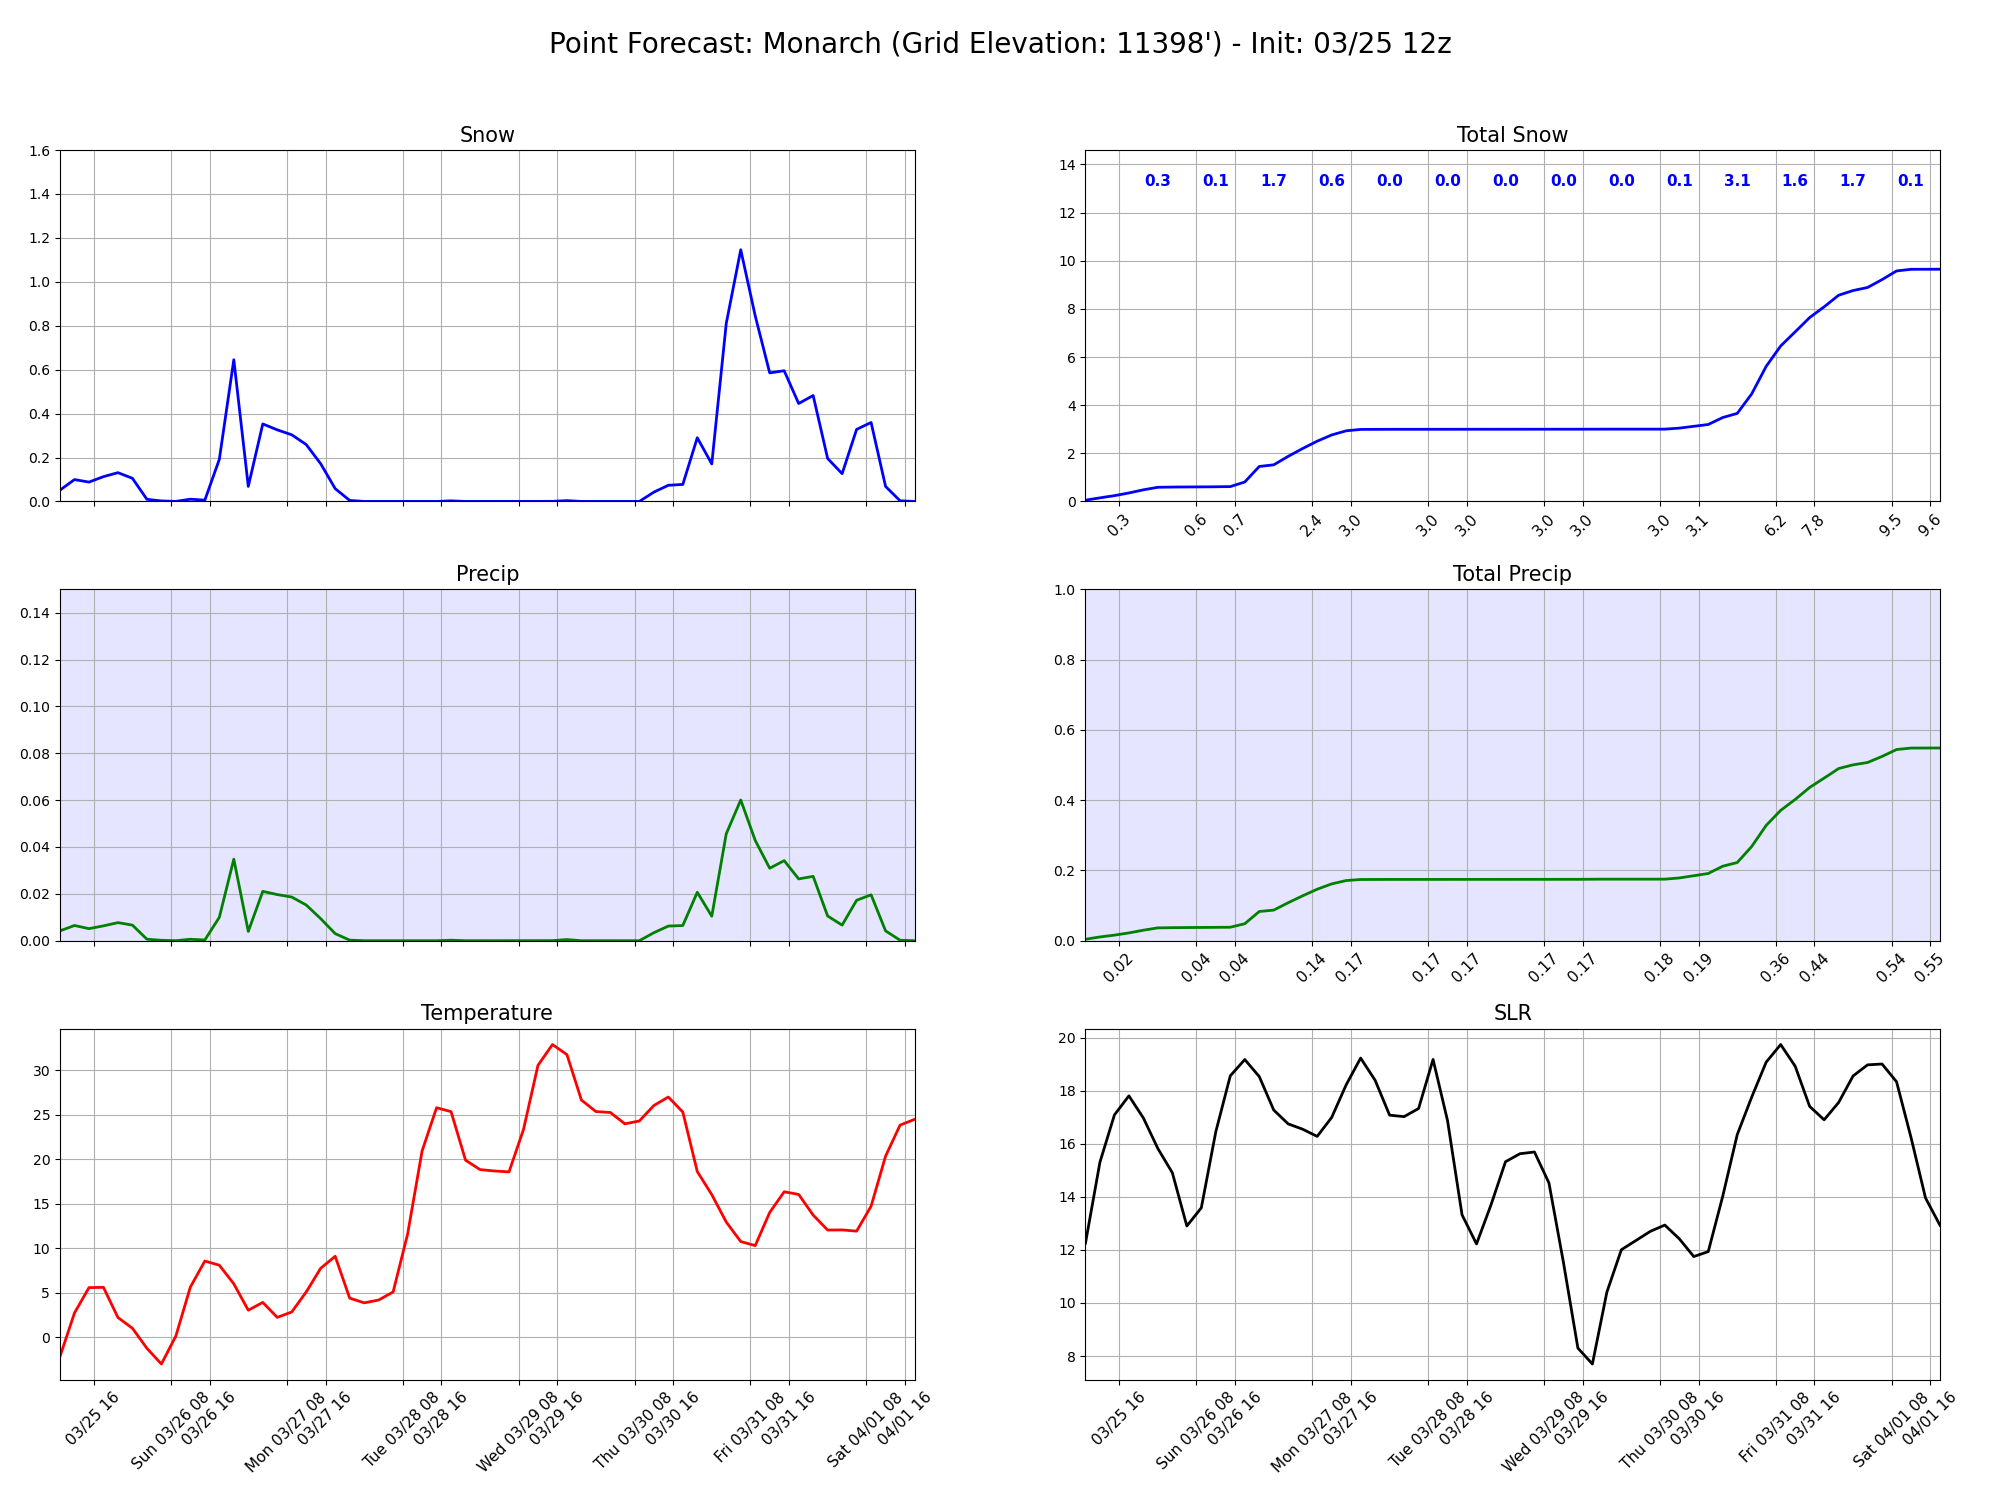 Point Forecast: Monarch (Grid Elevation: 11398') - Init: 03/25 12z
Snow
1.6
1.4
1.2
1.0
0.8
0.6
0.4
0.2
0.0
Total Snow
14
12
10
8
6
4
2
0
0.3 0.1 1.7 0.6 0.0 0.0 0.0 0.0 0.0 0.1 3.1 1.6 1.7 0.1
0.3 0.6 0.7 2.4 3.0 3.0 3.0 3.0 3.0 3.0 3.1 6.2 7.8 9.5 9.6
Precip
0.14
0.12
0.10
0.08
0.06
0.04
0.02
0.00
Total Precip
1.0
0.8
0.6
0.4
0.2
0.0
0.02 0.04 0.04 0.14 0.17 0.17 0.17 0.17 0.17 0.18 0.19 0.36 0.44 0.54 0.55
Temperature
30
25
20
15
10
5
0
03/25 16
Sun 03/26 08
03/26 16
Mon 03/27 08
03/27 16
Tue 03/28 08
03/28 16
Wed 03/29 08
03/29 16
Thu 03/30 08
03/30 16
Fri 03/31 08
03/31 16
Sat 04/01 08
04/01 16
SLR
20
18
16
14
12
10
8
03/25 16
Sun 03/26 08
03/26 16
Mon 03/27 08
03/27 16
Tue 03/28 08
03/28 16
Wed 03/29 08
03/29 16
Thu 03/30 08
03/30 16
Fri 03/31 08
03/31 16
Sat 04/01 08
04/01 16